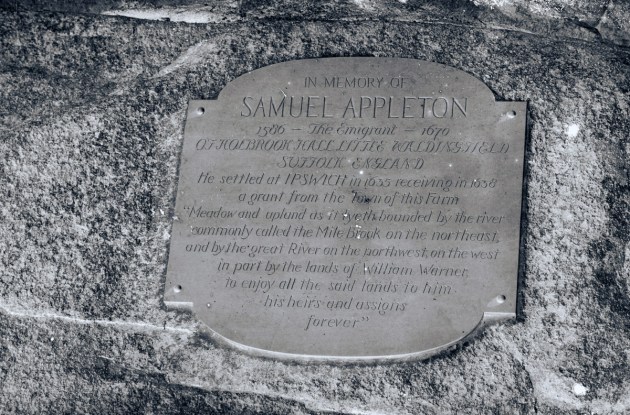 IN MEMORY OF
SAMUEL APPLETON
1586 — The Emigrant — 1670
OF HOLBROOK HALL LITTLE WALDINGFIELD
SUFFOLK ENGLAND
He settled at IPSWICH in 1635 receiving in 1638
a grant from the Town of this Farm
"Meadow and upland as it lyeth bounded by the river
commonly called the Mile brook on the northeast,
and by the great River on the northwest, on the west
in part by the lands of William Warner,
to enjoy all the said lands to him
his heirs and assigns
forever"